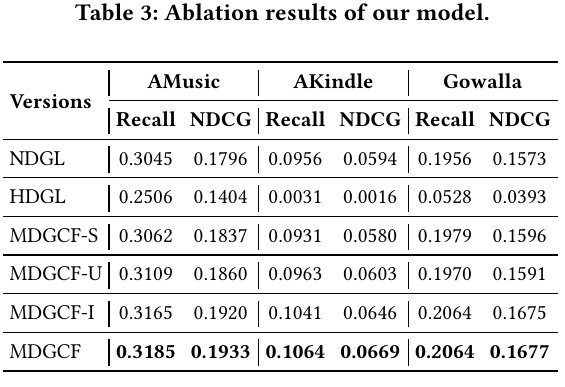 Table 3: Ablation results of our model.
Versions AMusic AKindle Gowalla
Recall NDCG Recall NDCG Recall NDCG
NDGL 0.3045 0.1796 0.0956 0.0594 0.1956 0.1573
HDGL 0.2506 0.1404 0.0031 0.0016 0.0528 0.0393
MDGCF-S 0.3062 0.1837 0.0931 0.0580 0.1979 0.1596
MDGCF-U 0.3109 0.1860 0.0963 0.0603 0.1970 0.1591
MDGCF-I 0.3165 0.1920 0.1041 0.0646 0.2064 0.1675
MDGCF 0.3185 0.1933 0.1064 0.0669 0.2064 0.1677